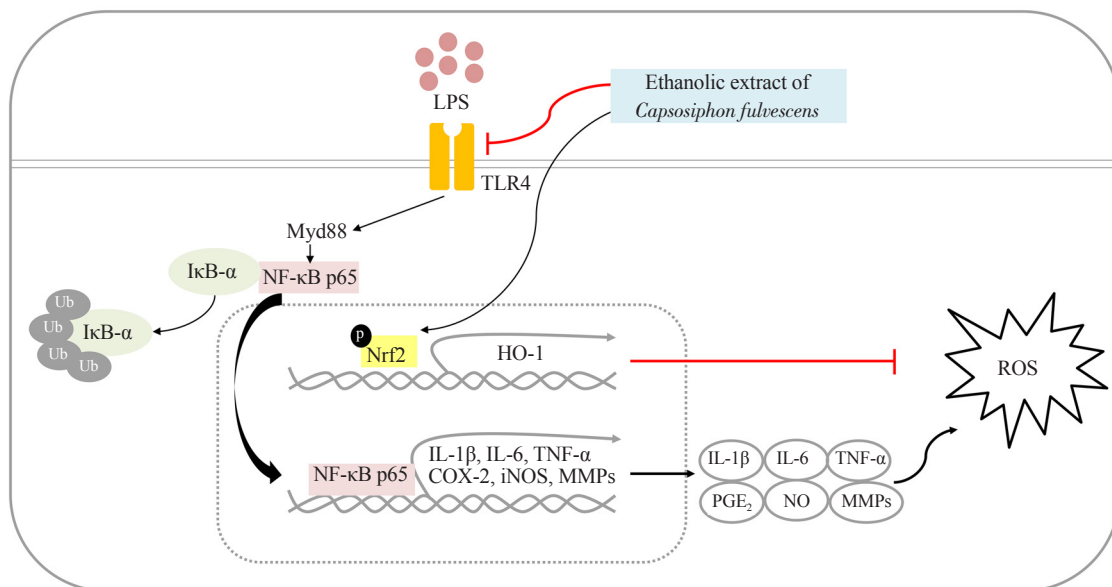 LPS
Ethanolic extract of
Capsosiphon fulvescens
TLR4
Myd88
IκB-α
NF-κB p65
Ub
Ub
Ub
Ub
IκB-α
p
Nrf2
HO-1
ROS
NF-κB p65
IL-1β, IL-6, TNF-α
COX-2, iNOS, MMPs
IL-1β
IL-6
TNF-α
PGE₂
NO
MMPs